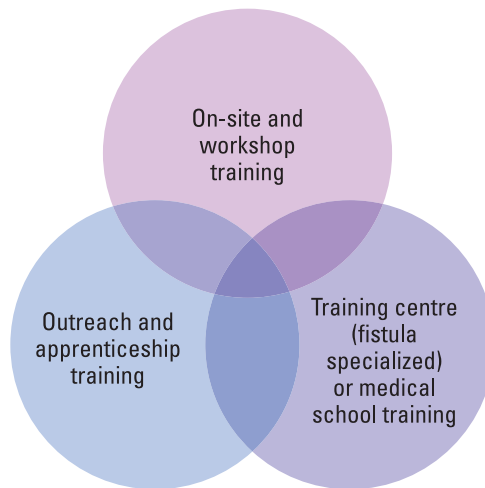 On-site and
workshop
training
Outreach and
apprenticeship
training
Training centre
(fistula
specialized)
or medical
school training